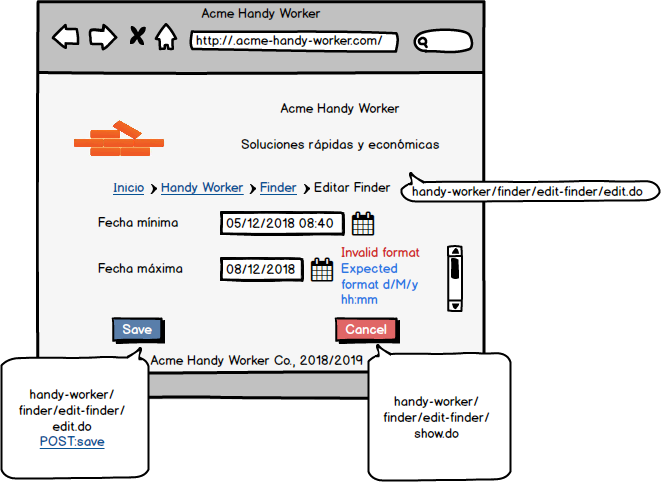 Acme Handy Worker
http://.acme-handy-worker.com/
Acme Handy Worker
Soluciones rápidas y económicas
Inicio > Handy Worker > Finder > Editar Finder
handy-worker/finder/edit-finder/edit.do
Fecha mínima 05/12/2018 08:40
Fecha máxima 08/12/2018
Invalid format
Expected
format d/M/y
hh:mm
Save
Cancel
Acme Handy Worker Co., 2018/2019
handy-worker/
finder/edit-finder/
edit.do
POST:save
handy-worker/
finder/edit-finder/
show.do